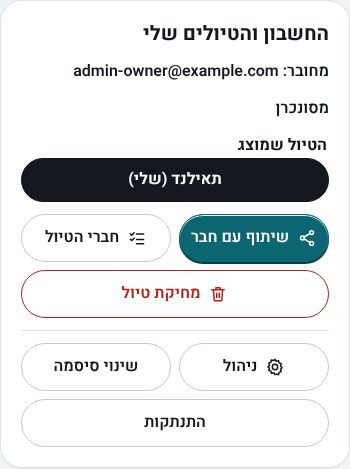 החשבון והטיולים שלי
מחובר: admin-owner@example.com
מסונכרן
הטיול שמוצג
תאילנד (שלי)
שיתוף עם חבר
חברי הטיול
מחיקת טיול
ניהול
שינוי סיסמה
התנתקות